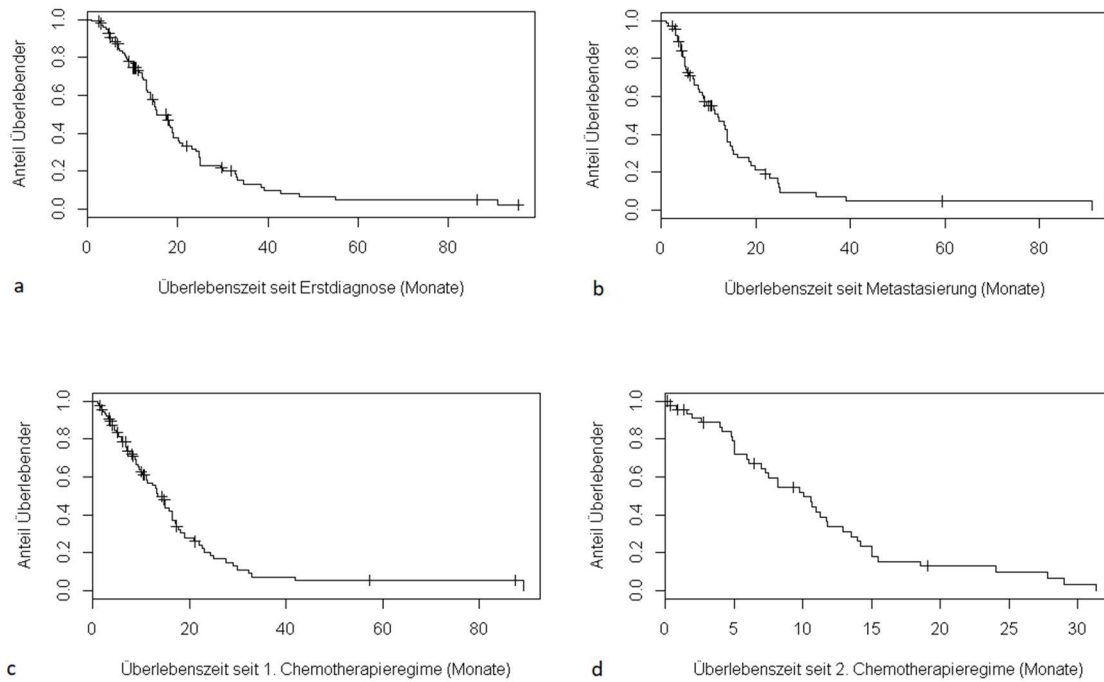 Anteil Überlebender
1.0
0.8
0.6
0.4
0.2
0.0
0 20 40 60 80
a Überlebenszeit seit Erstdiagnose (Monate)
Anteil Überlebender
1.0
0.8
0.6
0.4
0.2
0.0
0 20 40 60 80
b Überlebenszeit seit Metastasierung (Monate)
Anteil Überlebender
1.0
0.8
0.6
0.4
0.2
0.0
0 20 40 60 80
c Überlebenszeit seit 1. Chemotherapieregime (Monate)
Anteil Überlebender
1.0
0.8
0.6
0.4
0.2
0.0
0 5 10 15 20 25 30
d Überlebenszeit seit 2. Chemotherapieregime (Monate)